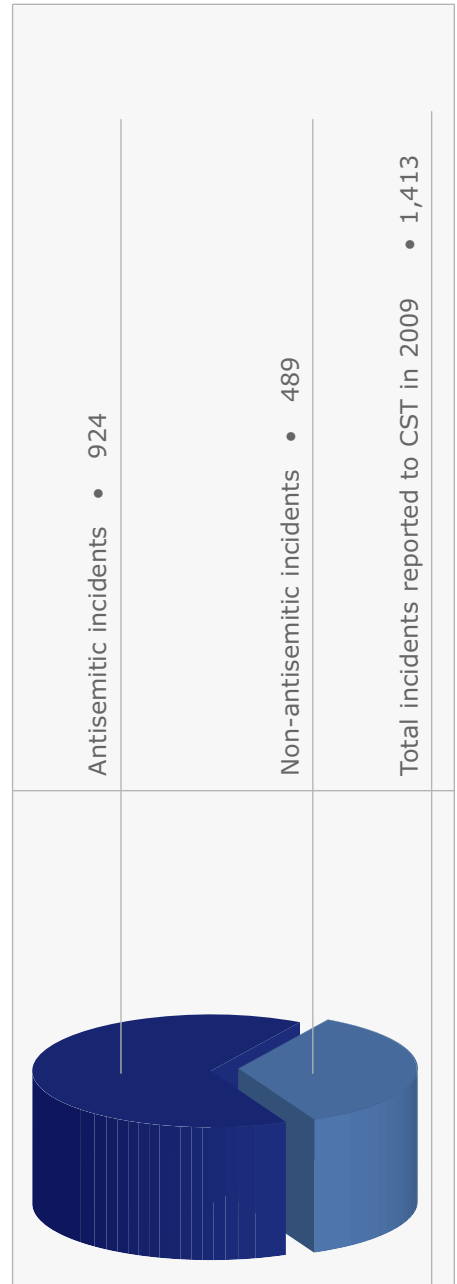 Antisemitic incidents • 924
Non-antisemitic incidents • 489
Total incidents reported to CST in 2009 • 1,413